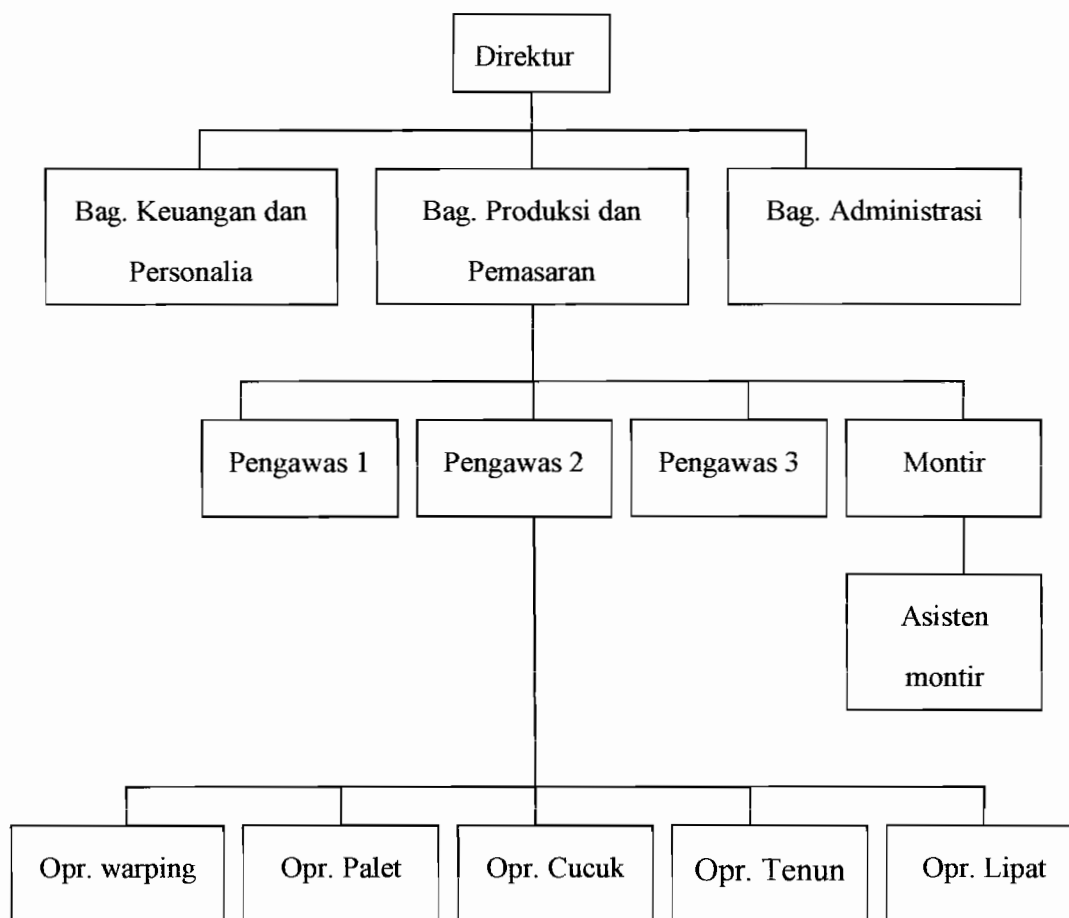 Direktur
Bag. Keuangan dan
Personalia
Bag. Produksi dan
Pemasaran
Bag. Administrasi
Pengawas 1
Pengawas 2
Pengawas 3
Montir
Asisten
montir
Opr. warping
Opr. Palet
Opr. Cucuk
Opr. Tenun
Opr. Lipat